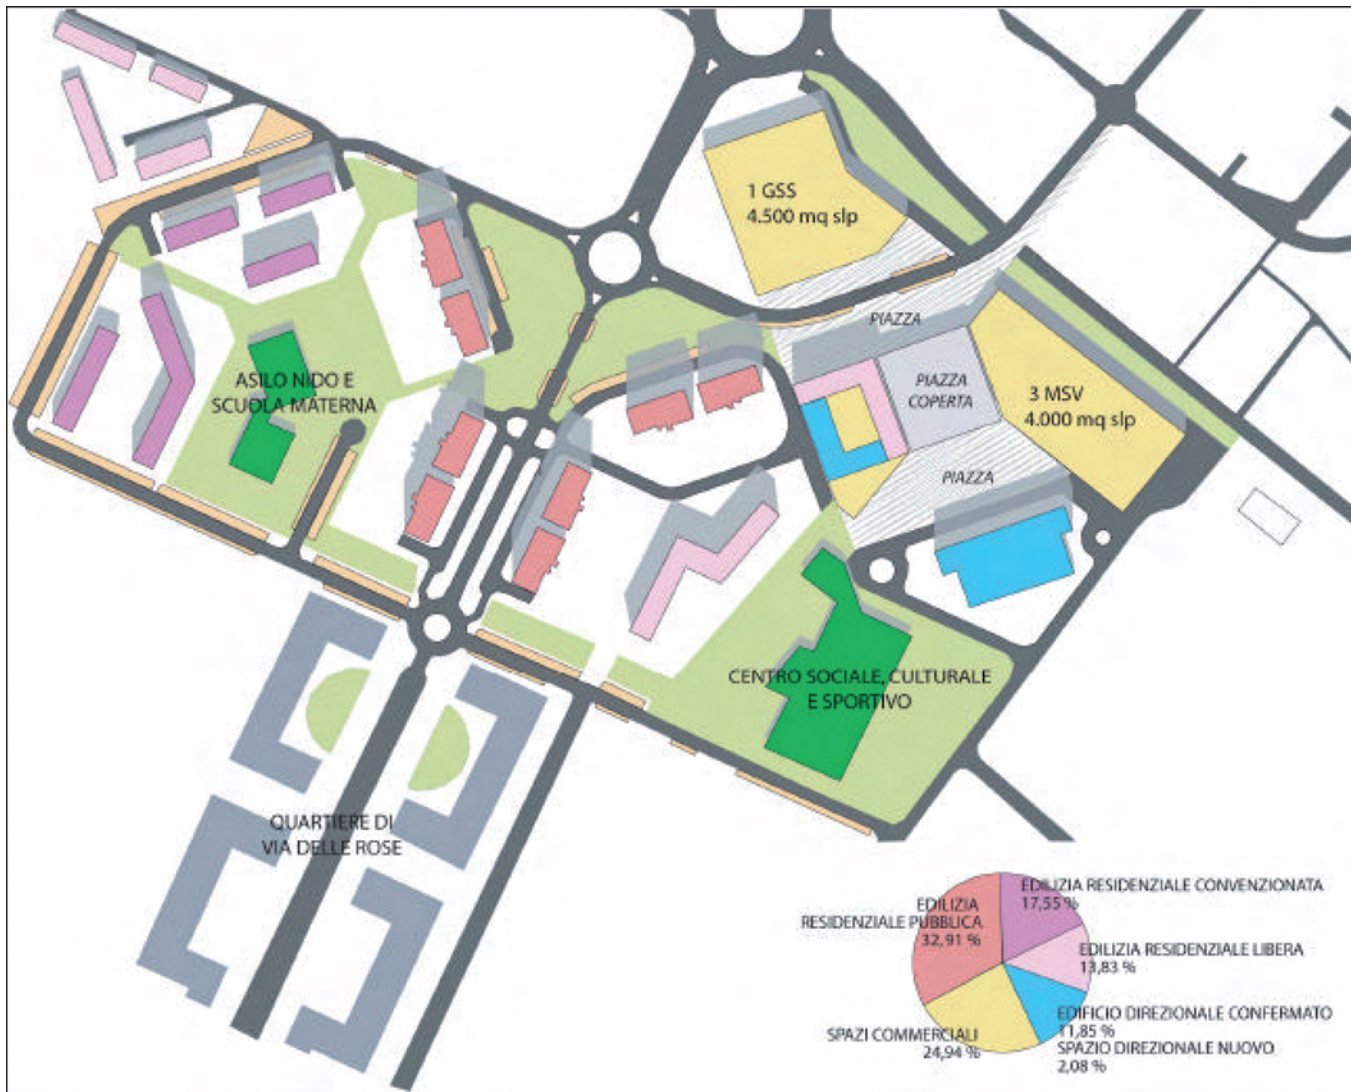 1 GSS
4.500 mq slp
PIAZZA
ASILO NIDO E
SCUOLA MATERNA
PIAZZA
COPERTA
3 MSV
4.000 mq slp
PIAZZA
CENTRO SOCIALE, CULTURALE
E SPORTIVO
QUARTIERE DI
VIA DELLE ROSE
EDILIZIA RESIDENZIALE CONVENZIONATA
17,55 %
EDILIZIA
RESIDENZIALE PUBBLICA
32,91 %
EDILIZIA RESIDENZIALE LIBERA
13,83 %
EDIFICIO DIREZIONALE CONFERMATO
11,85 %
SPAZIO DIREZIONALE NUOVO
2,08 %
SPAZI COMMERCIALI
24,94 %